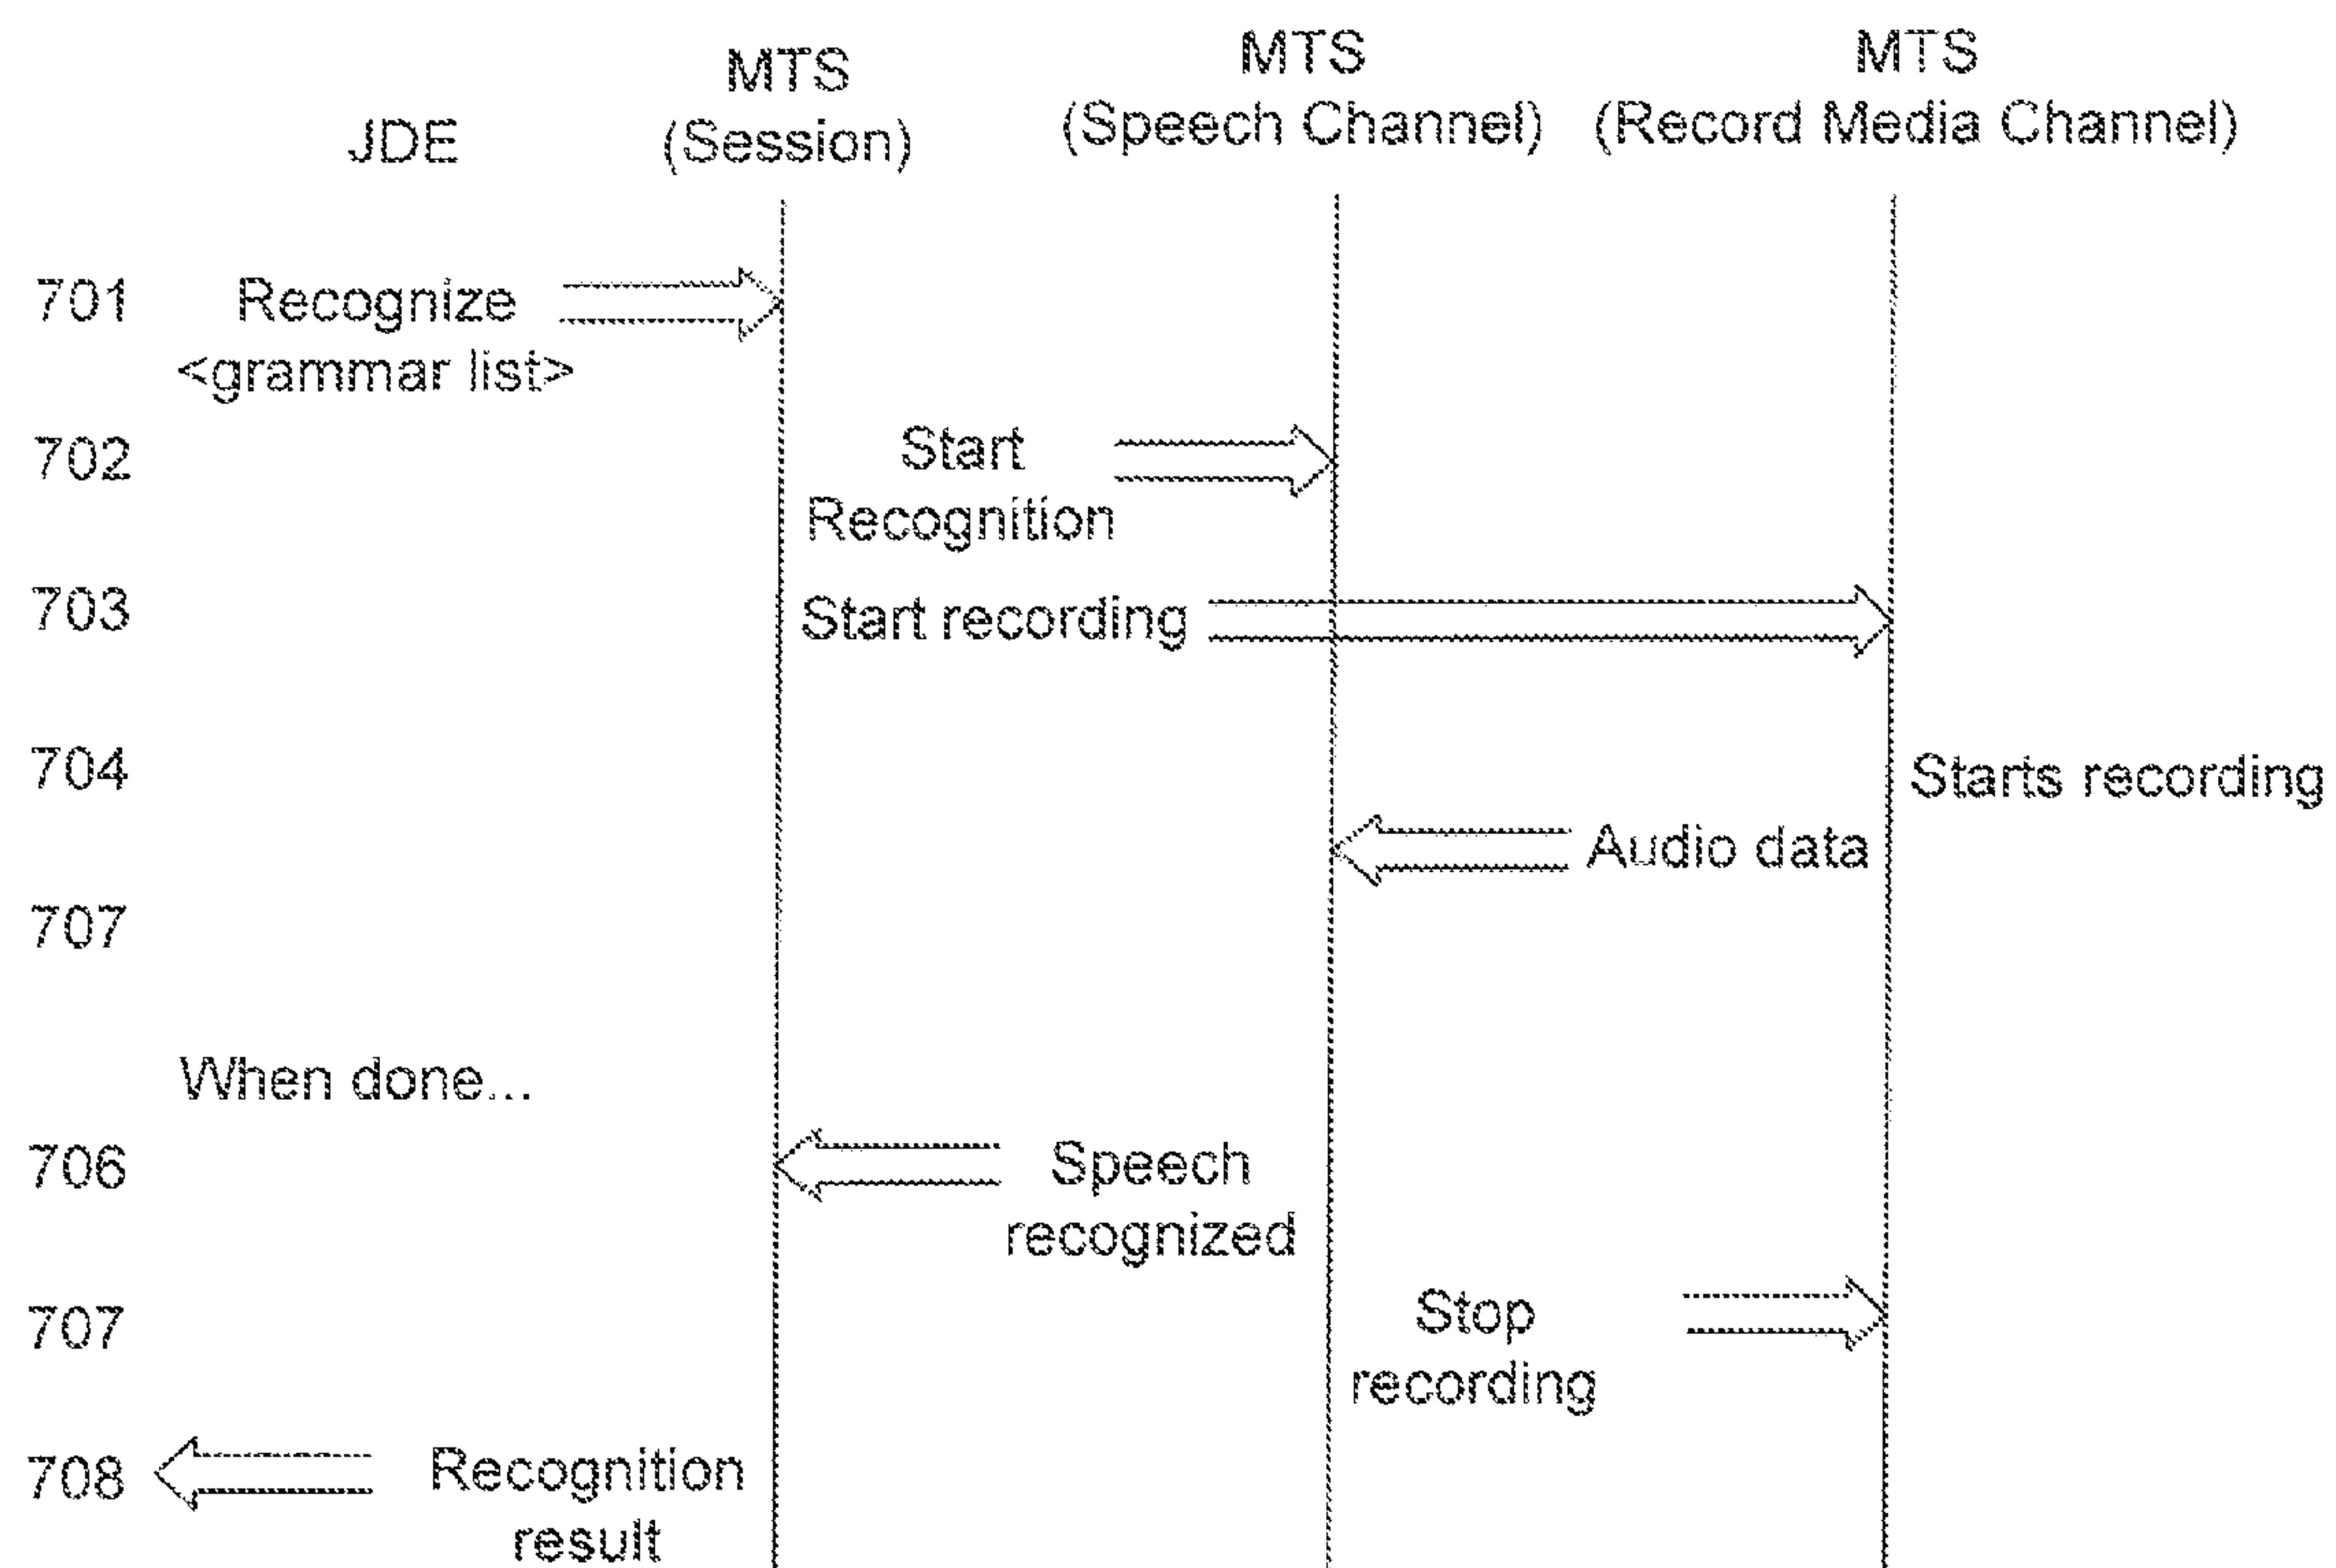 JDE
MTS
(Session)
MTS
(Speech Channel)
MTS
(Record Media Channel)
701
Recognize
<grammar list>
702
Start
Recognition
703
Start recording
704
Starts recording
Audio data
707
When done...
706
Speech
recognized
707
Stop
recording
708
Recognition
result